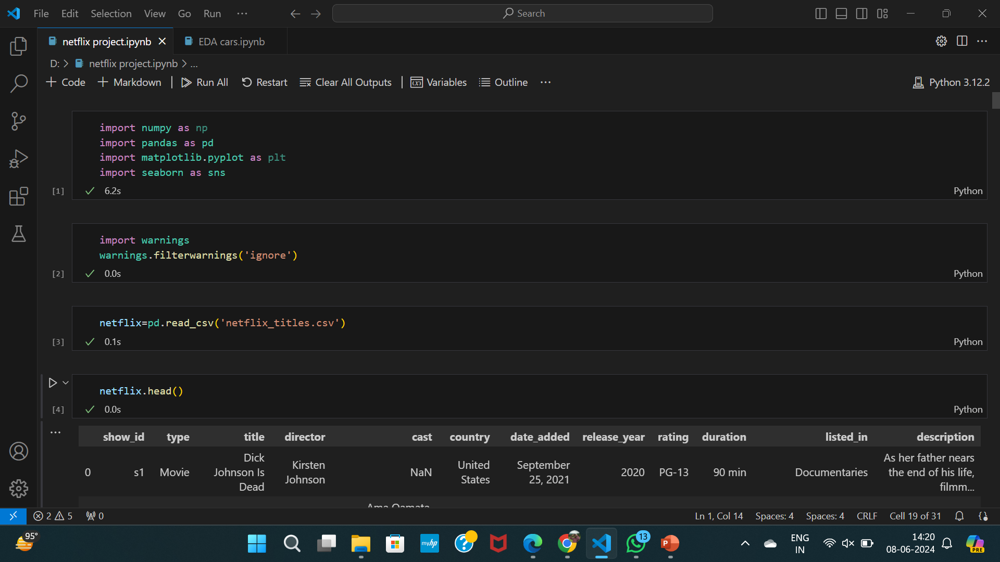 File Edit Selection View Go Run ...
Search
netflix project.ipynb
EDA cars.ipynb
D: > netflix project.ipynb > ...
+ Code + Markdown | Run All Restart Clear All Outputs | Variables Outline ...
Python 3.12.2
import numpy as np
import pandas as pd
import matplotlib.pyplot as plt
import seaborn as sns
[1] 6.2s Python
import warnings
warnings.filterwarnings('ignore')
[2] 0.0s Python
netflix=pd.read_csv('netflix_titles.csv')
[3] 0.1s Python
netflix.head()
[4] 0.0s Python
...
show_id type title director cast country date_added release_year rating duration listed_in description
0 s1 Movie Dick Johnson Is Dead Kirsten Johnson NaN United States September 25, 2021 2020 PG-13 90 min Documentaries As her father nears the end of his life, filmm...
2 5 0
Ln 1, Col 14 Spaces: 4 Spaces: 4 CRLF Cell 19 of 31
95°
myhp
?
P
13
PRE
ENG
IN
14:20
08-06-2024